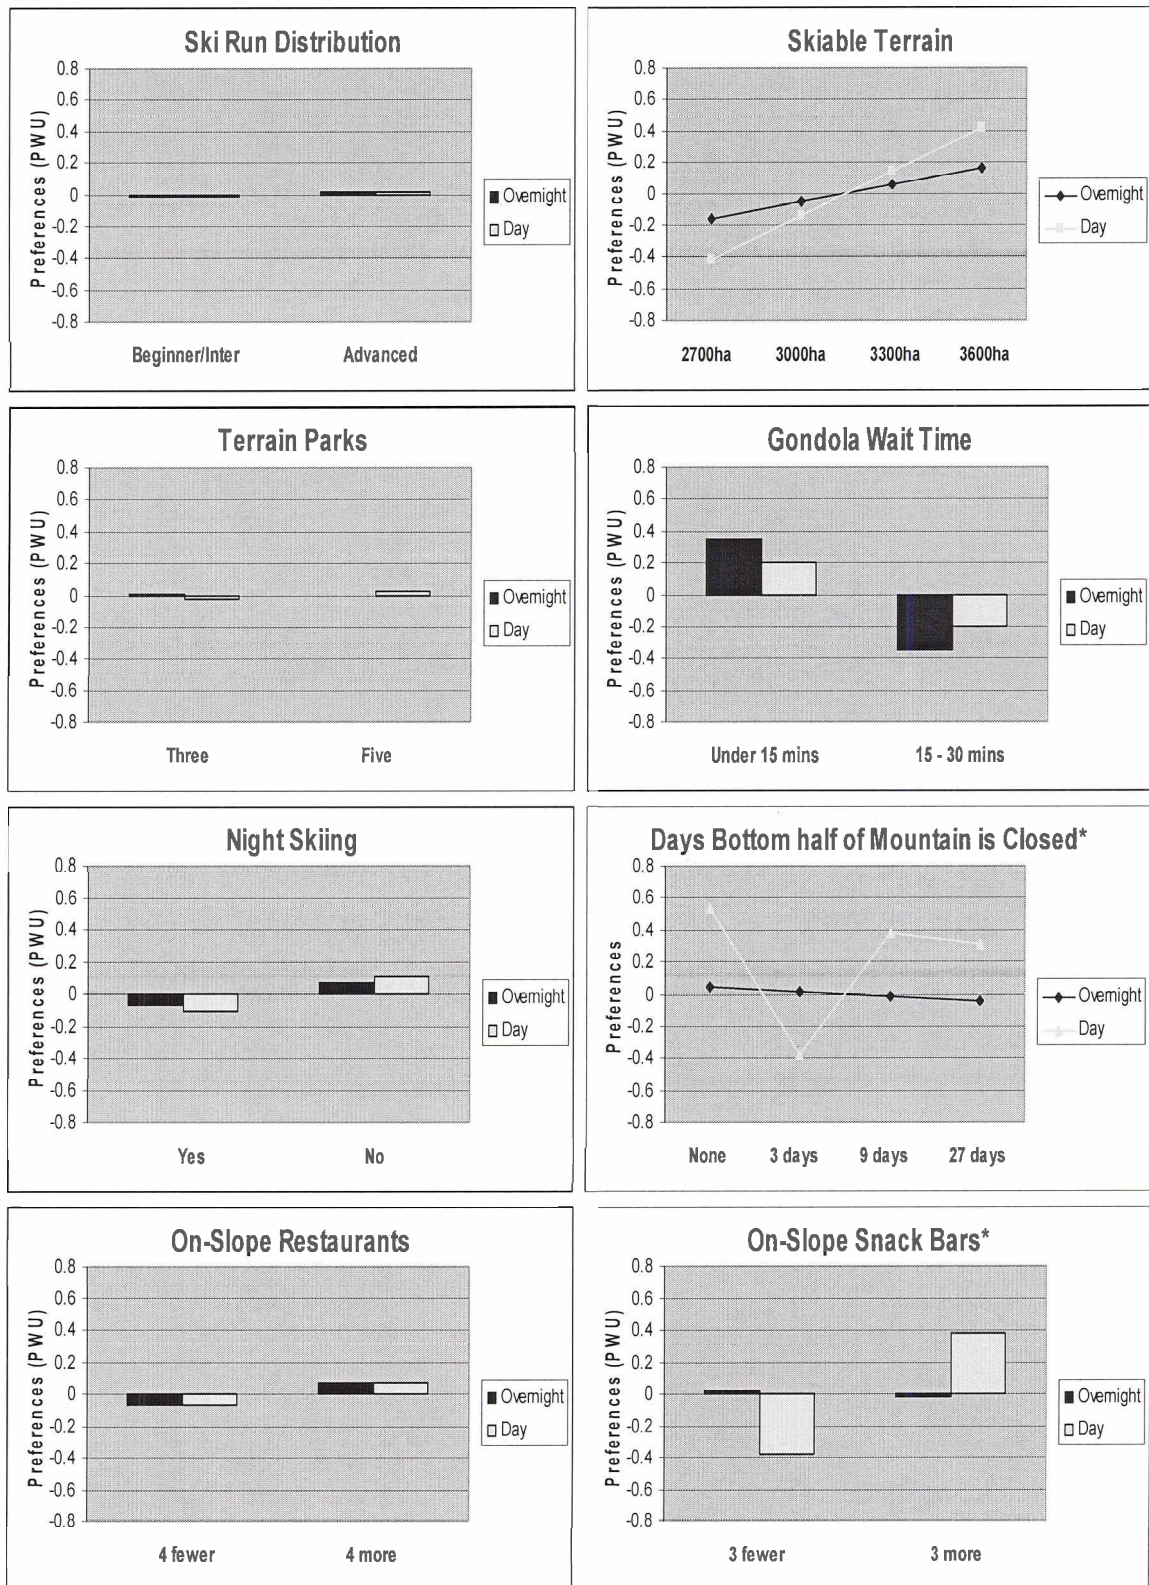 Ski Run Distribution
Preferences (PWU)
0.8
0.6
0.4
0.2
0
-0.2
-0.4
-0.6
-0.8
Beginner/Inter Advanced
Overnight
Day
Skiable Terrain
Preferences (PWU)
0.8
0.6
0.4
0.2
0
-0.2
-0.4
-0.6
-0.8
2700ha 3000ha 3300ha 3600ha
Overnight
Day
Terrain Parks
Preferences (PWU)
0.8
0.6
0.4
0.2
0
-0.2
-0.4
-0.6
-0.8
Three Five
Overnight
Day
Gondola Wait Time
Preferences (PWU)
0.8
0.6
0.4
0.2
0
-0.2
-0.4
-0.6
-0.8
Under 15 mins 15 - 30 mins
Overnight
Day
Night Skiing
Preferences (PWU)
0.8
0.6
0.4
0.2
0
-0.2
-0.4
-0.6
-0.8
Yes No
Overnight
Day
Days Bottom half of Mountain is Closed*
Preferences
0.8
0.6
0.4
0.2
0
-0.2
-0.4
-0.6
-0.8
None 3 days 9 days 27 days
Overnight
Day
On-Slope Restaurants
Preferences (PWU)
0.8
0.6
0.4
0.2
0
-0.2
-0.4
-0.6
-0.8
4 fewer 4 more
Overnight
Day
On-Slope Snack Bars*
Preferences (PWU)
0.8
0.6
0.4
0.2
0
-0.2
-0.4
-0.6
-0.8
3 fewer 3 more
Overnight
Day